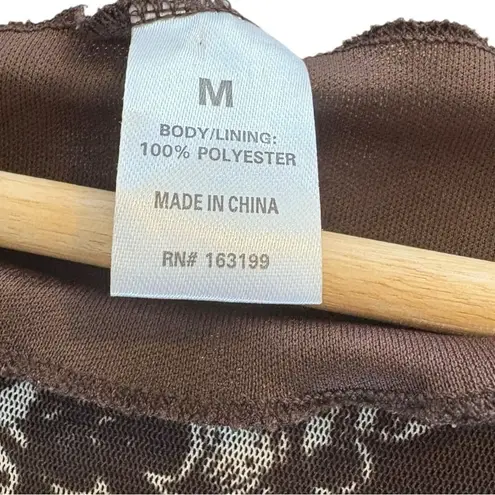 M
BODY/LINING:
100% POLYESTER
MADE IN CHINA
RN# 163199